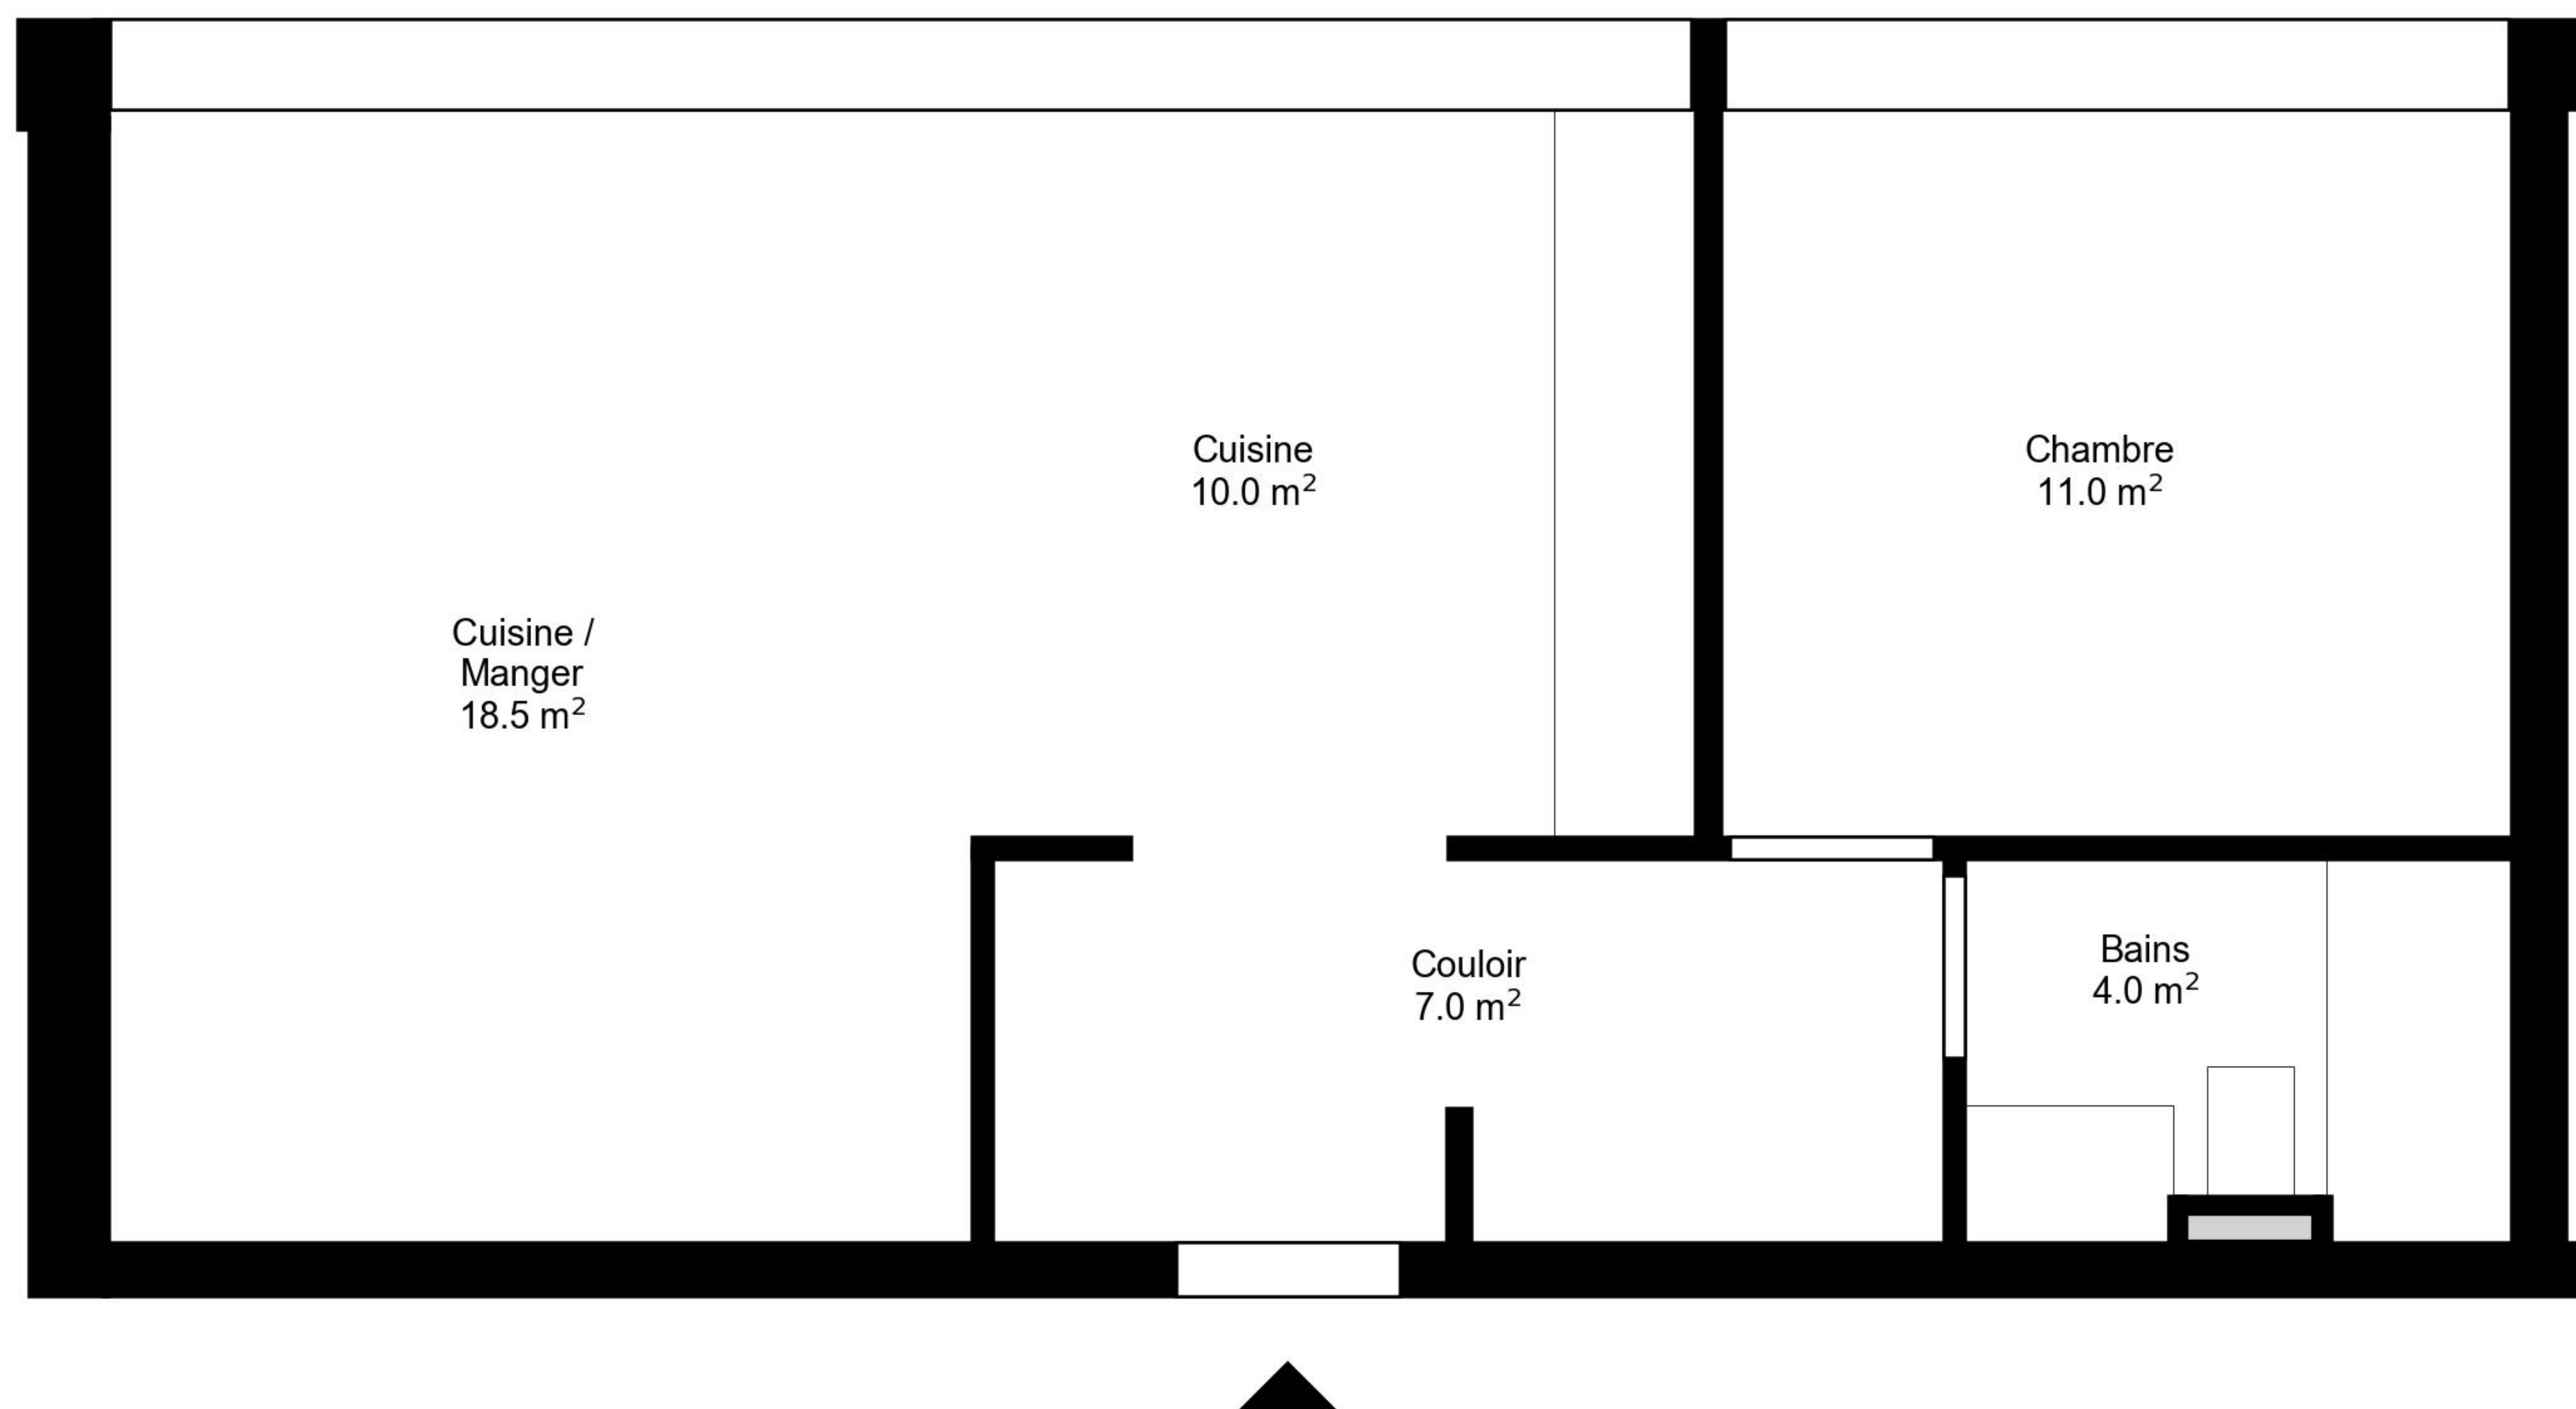 Cuisine
10.0 m²
Chambre
11.0 m²
Cuisine /
Manger
18.5 m²
Couloir
7.0 m²
Bains
4.0 m²